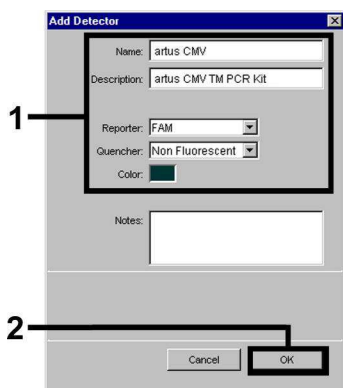 Add Detector
1
Name: artus CMV
Description: artus CMV TM PCR Kit
Reporter: FAM
Quencher: Non Fluorescent
Color:
Notes:
2
Cancel OK